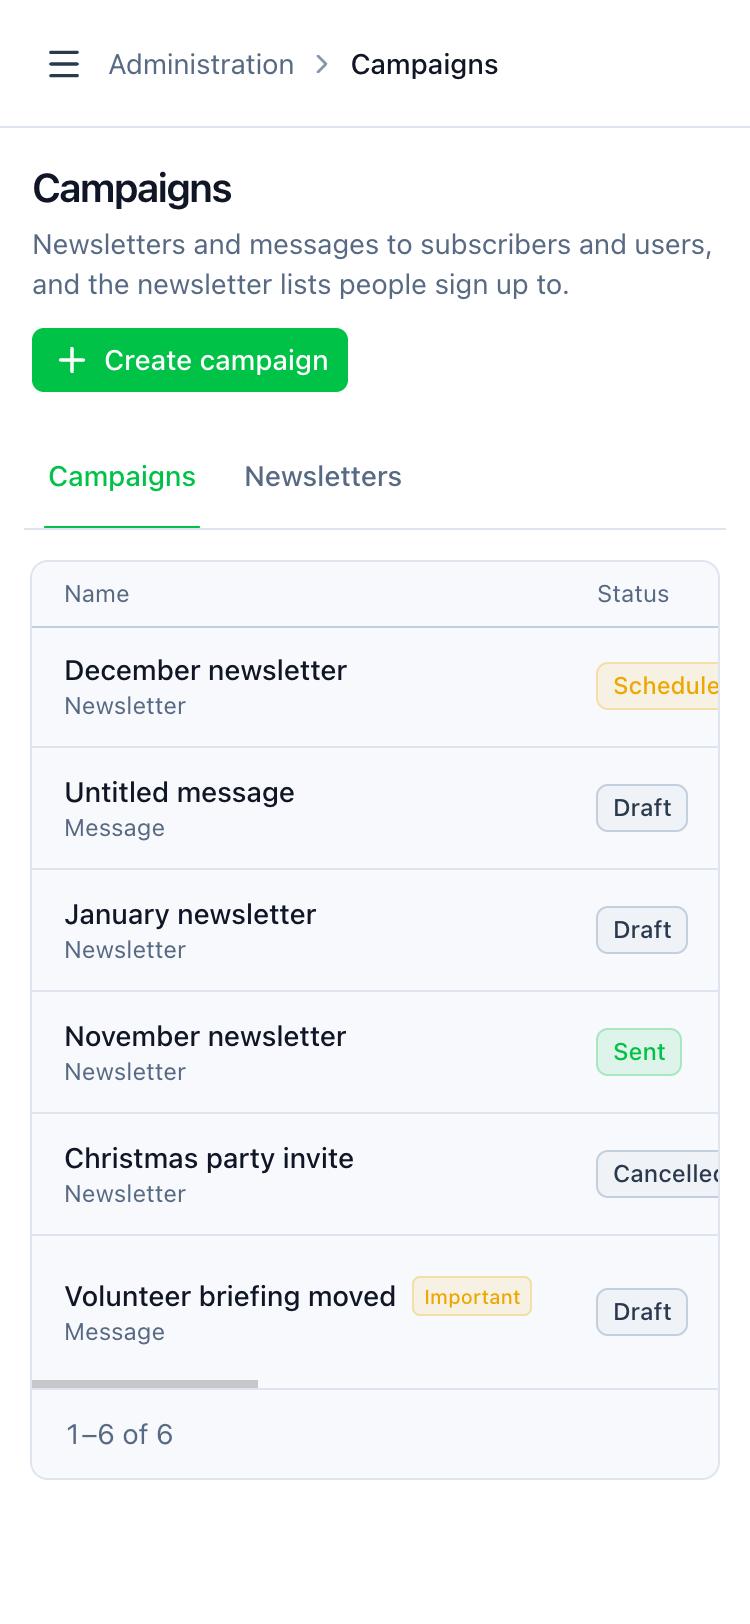 Administration > Campaigns
Campaigns
Newsletters and messages to subscribers and users,
and the newsletter lists people sign up to.
Create campaign
Campaigns Newsletters
Name Status
December newsletter
Newsletter
Schedule
Untitled message
Message
Draft
January newsletter
Newsletter
Draft
November newsletter
Newsletter
Sent
Christmas party invite
Newsletter
Cancelled
Volunteer briefing moved Important
Message
Draft
1–6 of 6